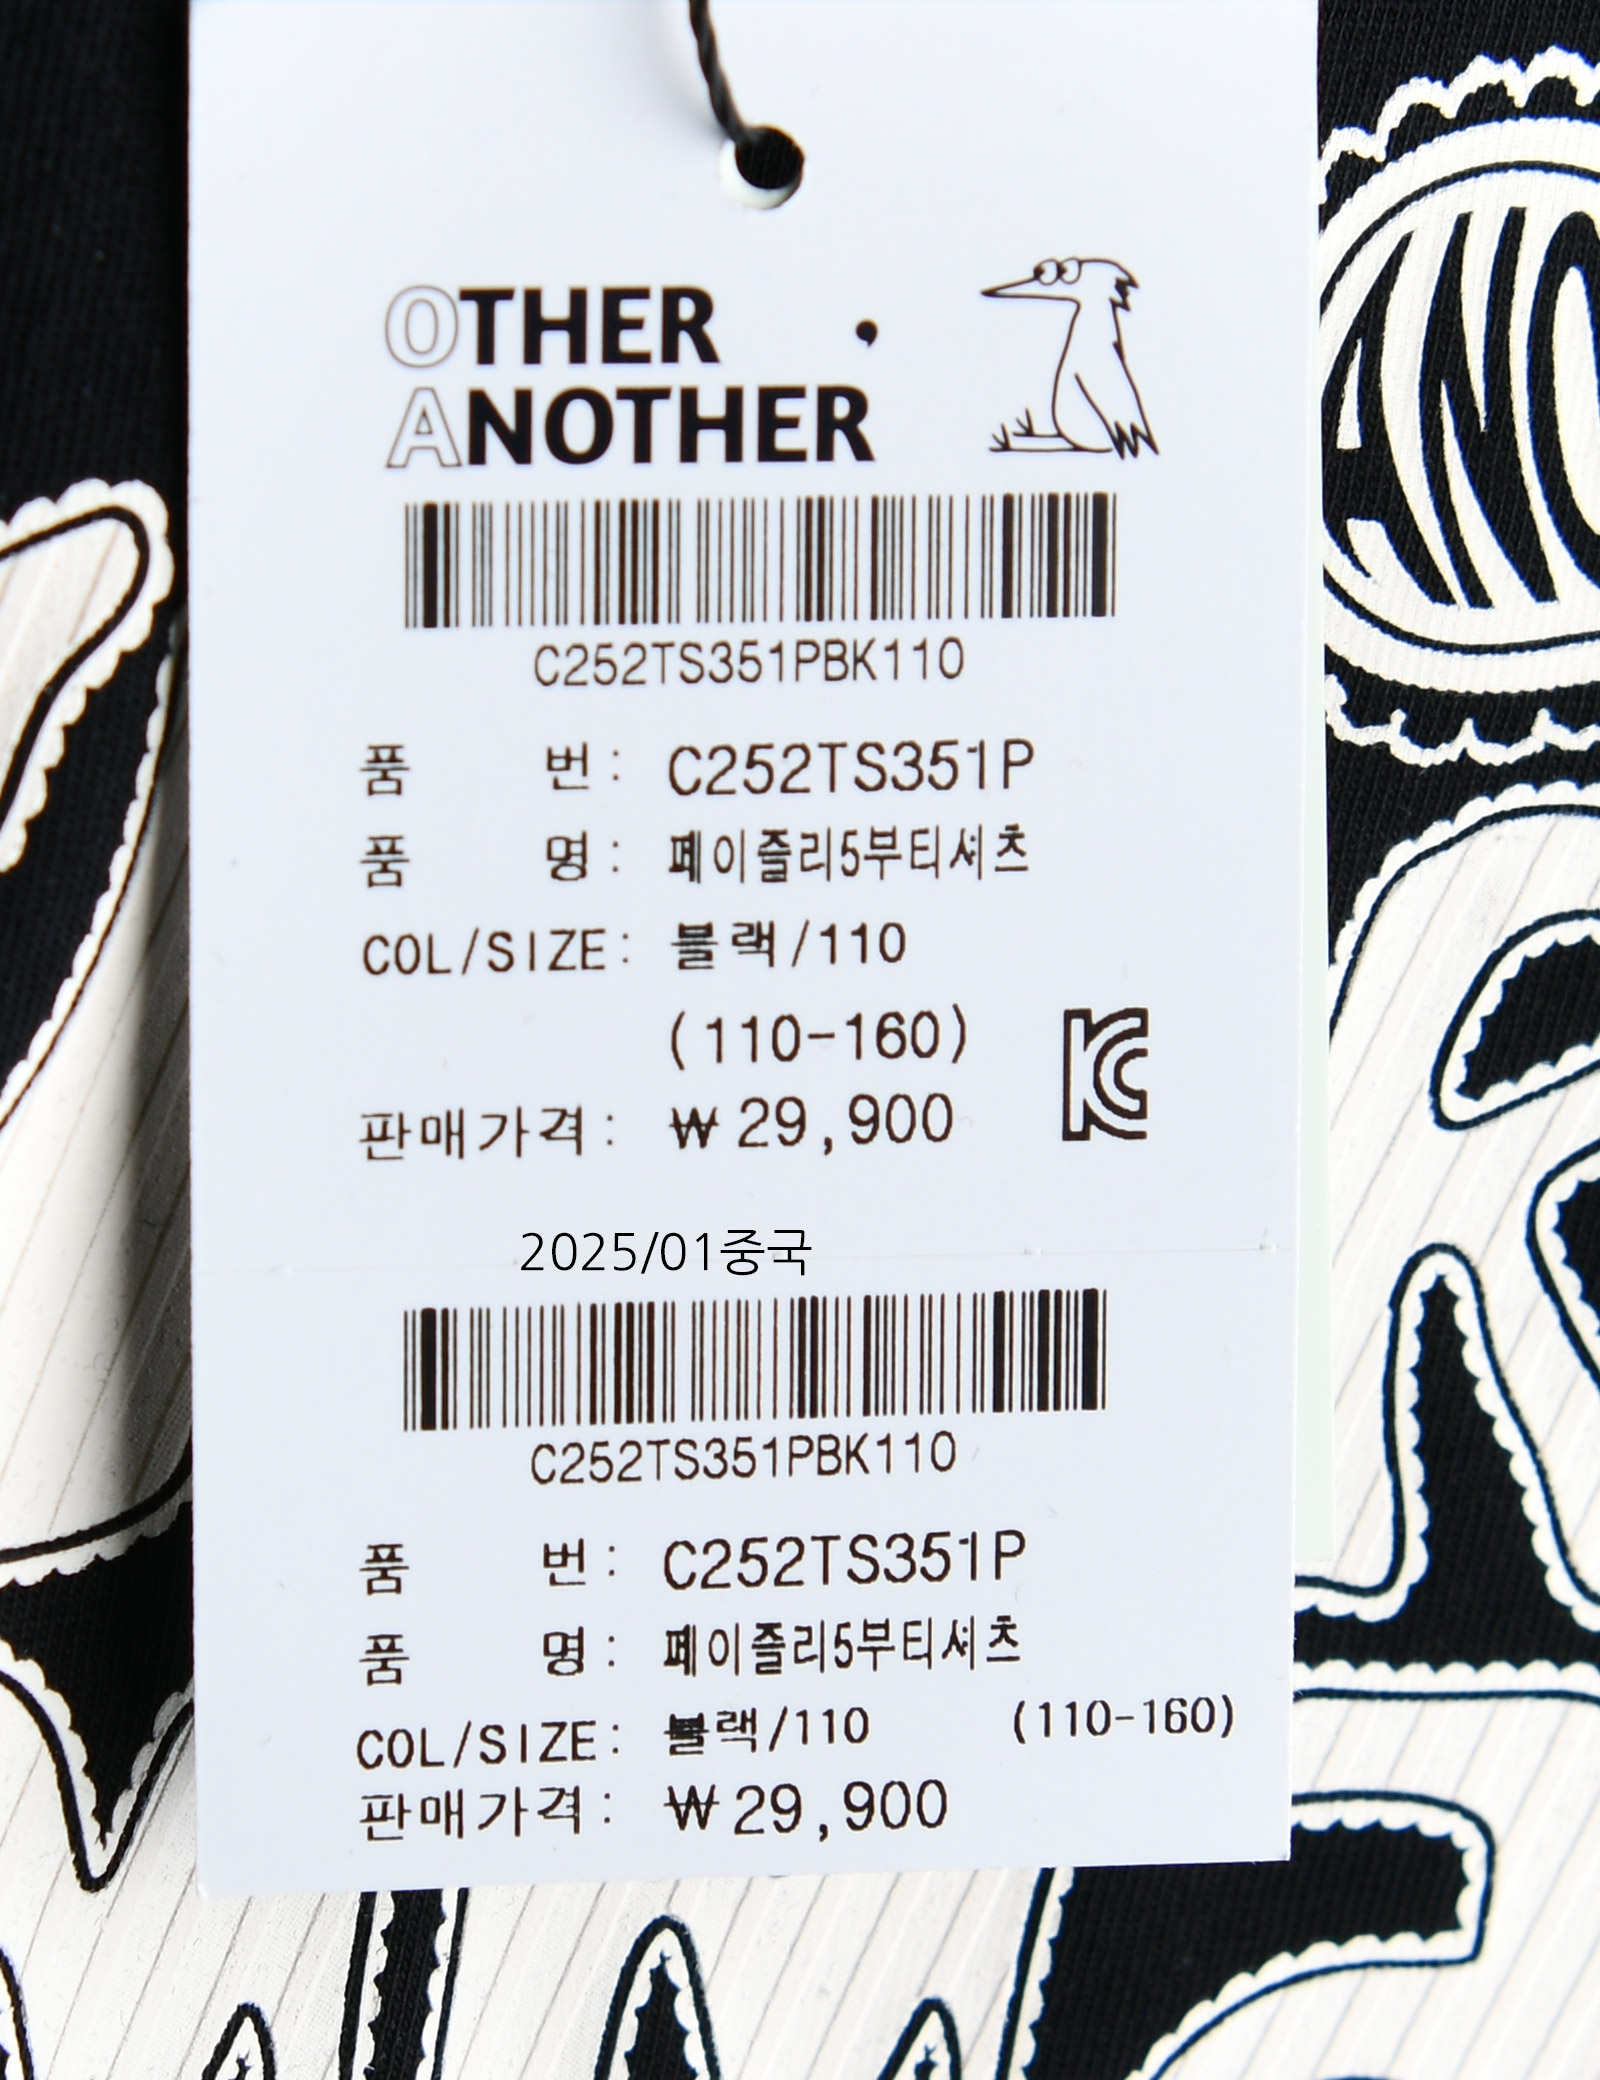 OTHER
ANOTHER
C252TS351PBK110
품 번 : C252TS351P
품 명 : 페이즐리5부티셔츠
COL/SIZE: 블랙/110
(110-160)
판매가격: ₩29,900
2025/01중국
C252TS351PBK110
품 번 : C252TS351P
품 명 : 페이즐리5부티셔츠
COL/SIZE: 블랙/110 (110-160)
판매가격: ₩29,900